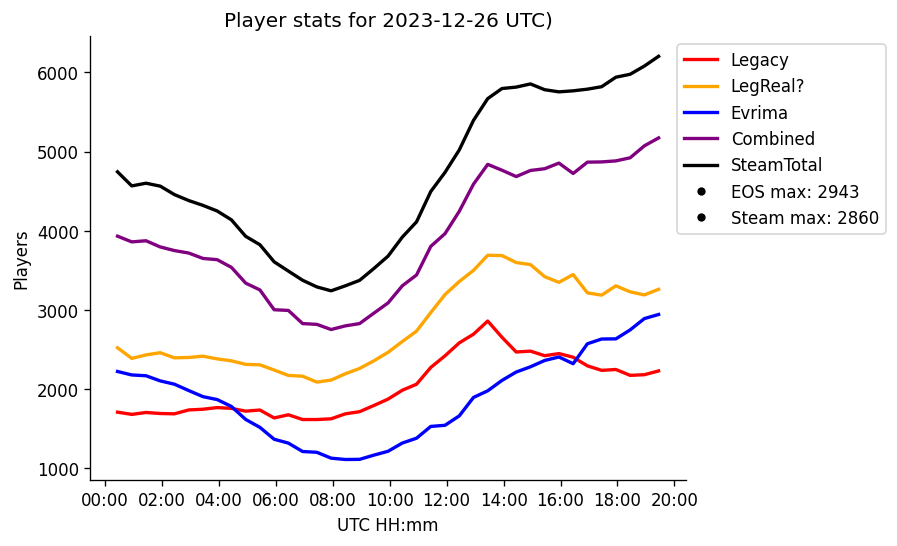 Player stats for 2023-12-26 UTC)
Legacy
LegReal?
Evrima
Combined
SteamTotal
EOS max: 2943
Steam max: 2860
Players
6000
5000
4000
3000
2000
1000
00:00 02:00 04:00 06:00 08:00 10:00 12:00 14:00 16:00 18:00 20:00
UTC HH:mm